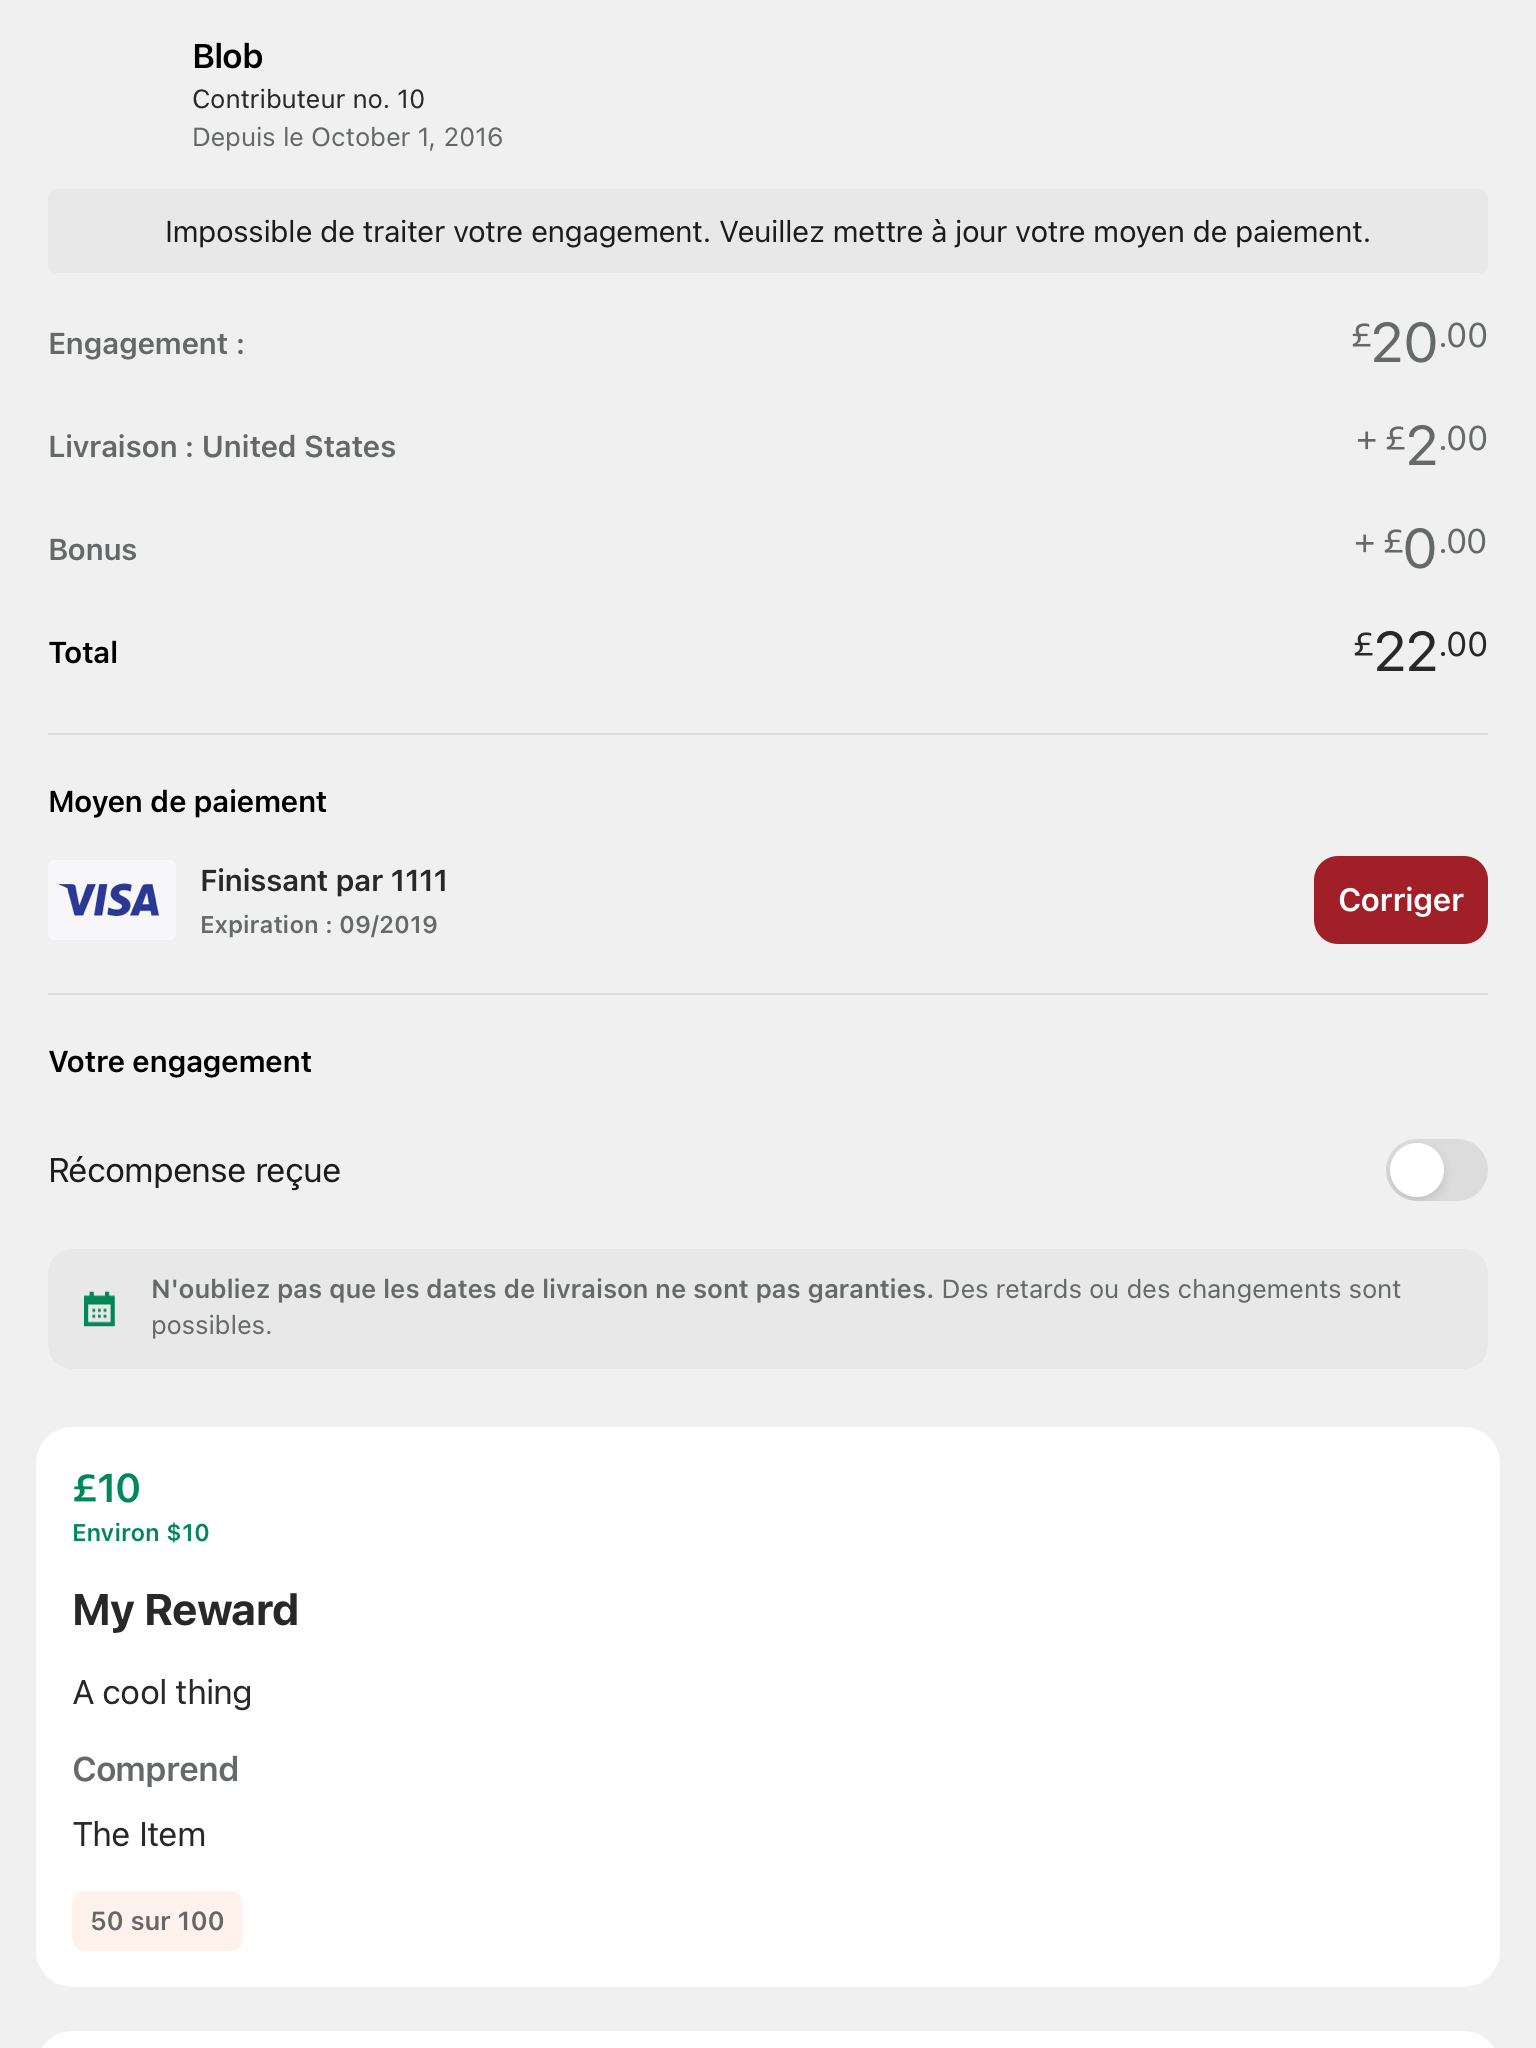 Blob
Contributeur no. 10
Depuis le October 1, 2016
Impossible de traiter votre engagement. Veuillez mettre à jour votre moyen de paiement.
Engagement : £20.00
Livraison : United States + £2.00
Bonus + £0.00
Total £22.00
Moyen de paiement
VISA
Finissant par 1111
Expiration : 09/2019
Corriger
Votre engagement
Récompense reçue
N'oubliez pas que les dates de livraison ne sont pas garanties. Des retards ou des changements sont
possibles.
£10
Environ $10
My Reward
A cool thing
Comprend
The Item
50 sur 100